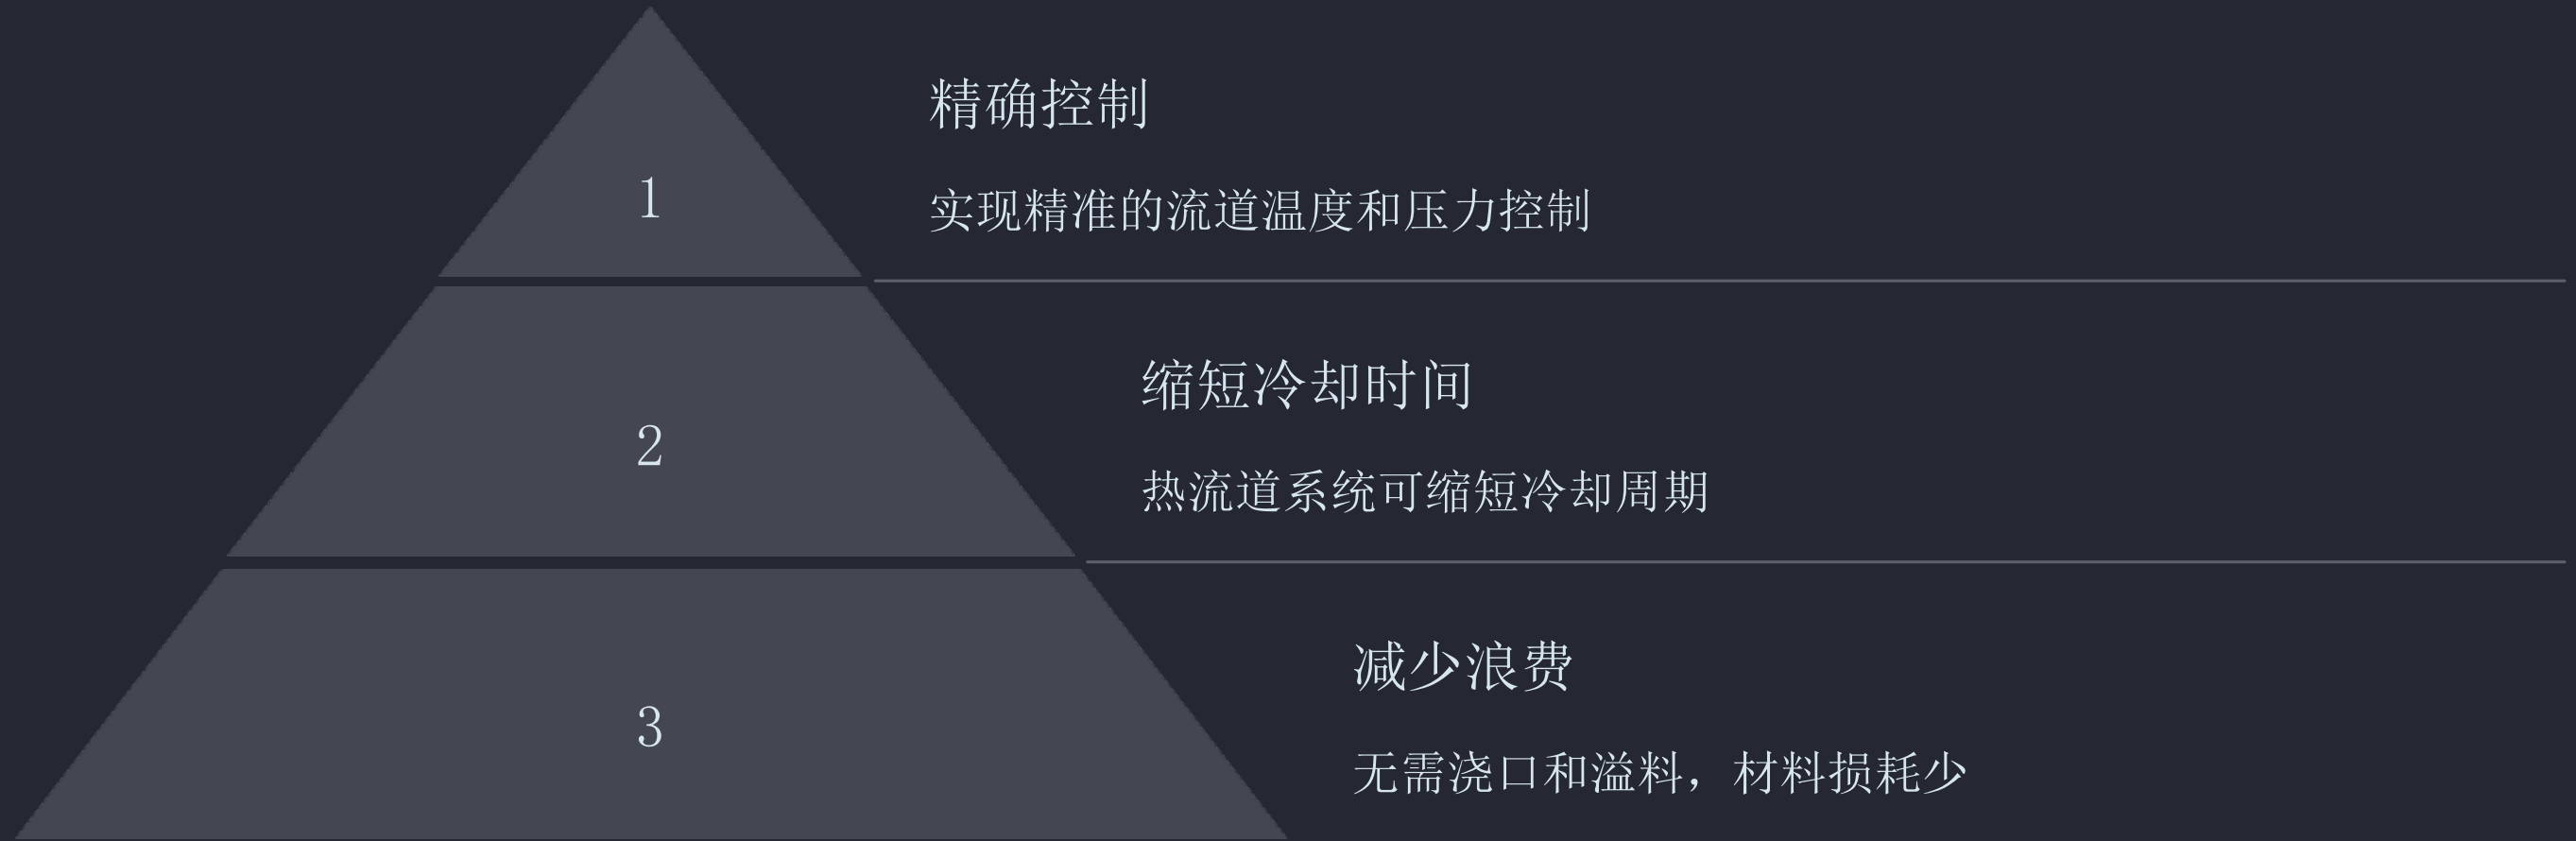 1
精确控制
实现精准的流道温度和压力控制
2
缩短冷却时间
热流道系统可缩短冷却周期
3
减少浪费
无需浇口和溢料，材料损耗少